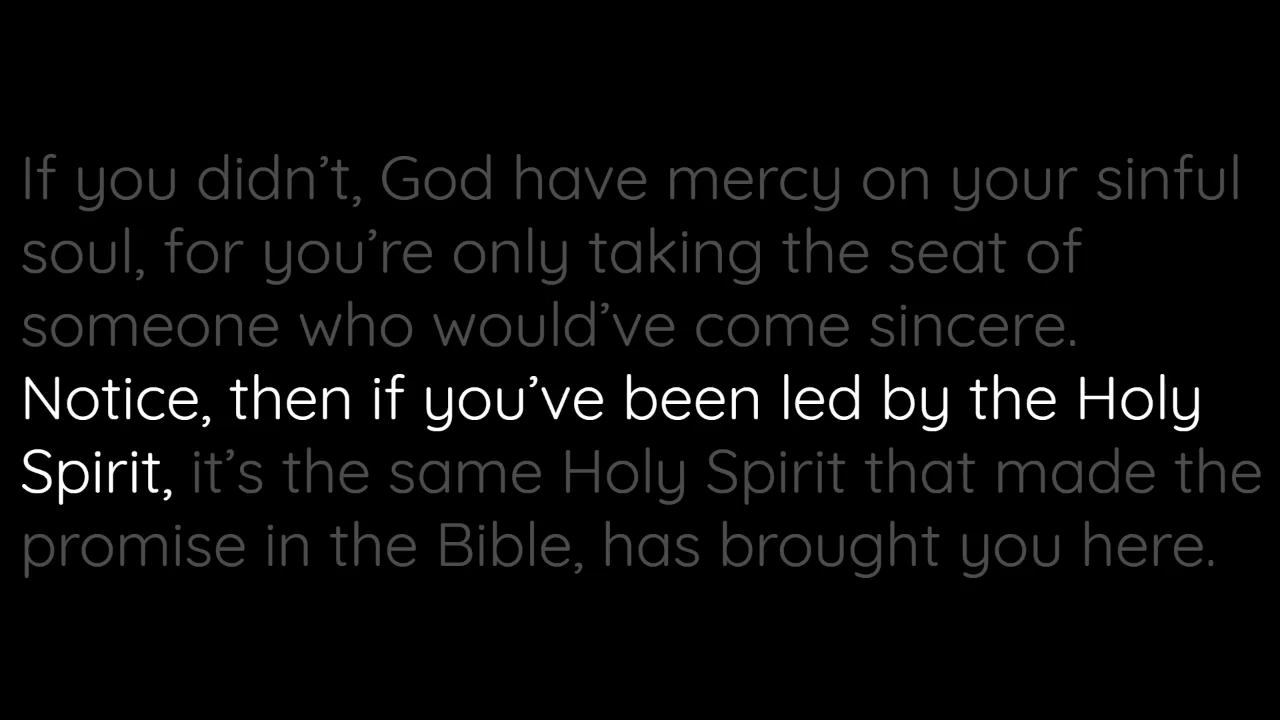 If you didn’t, God have mercy on your sinful
soul, for you’re only taking the seat of
someone who would’ve come sincere.
Notice, then if you’ve been led by the Holy
Spirit, it’s the same Holy Spirit that made the
promise in the Bible, has brought you here.